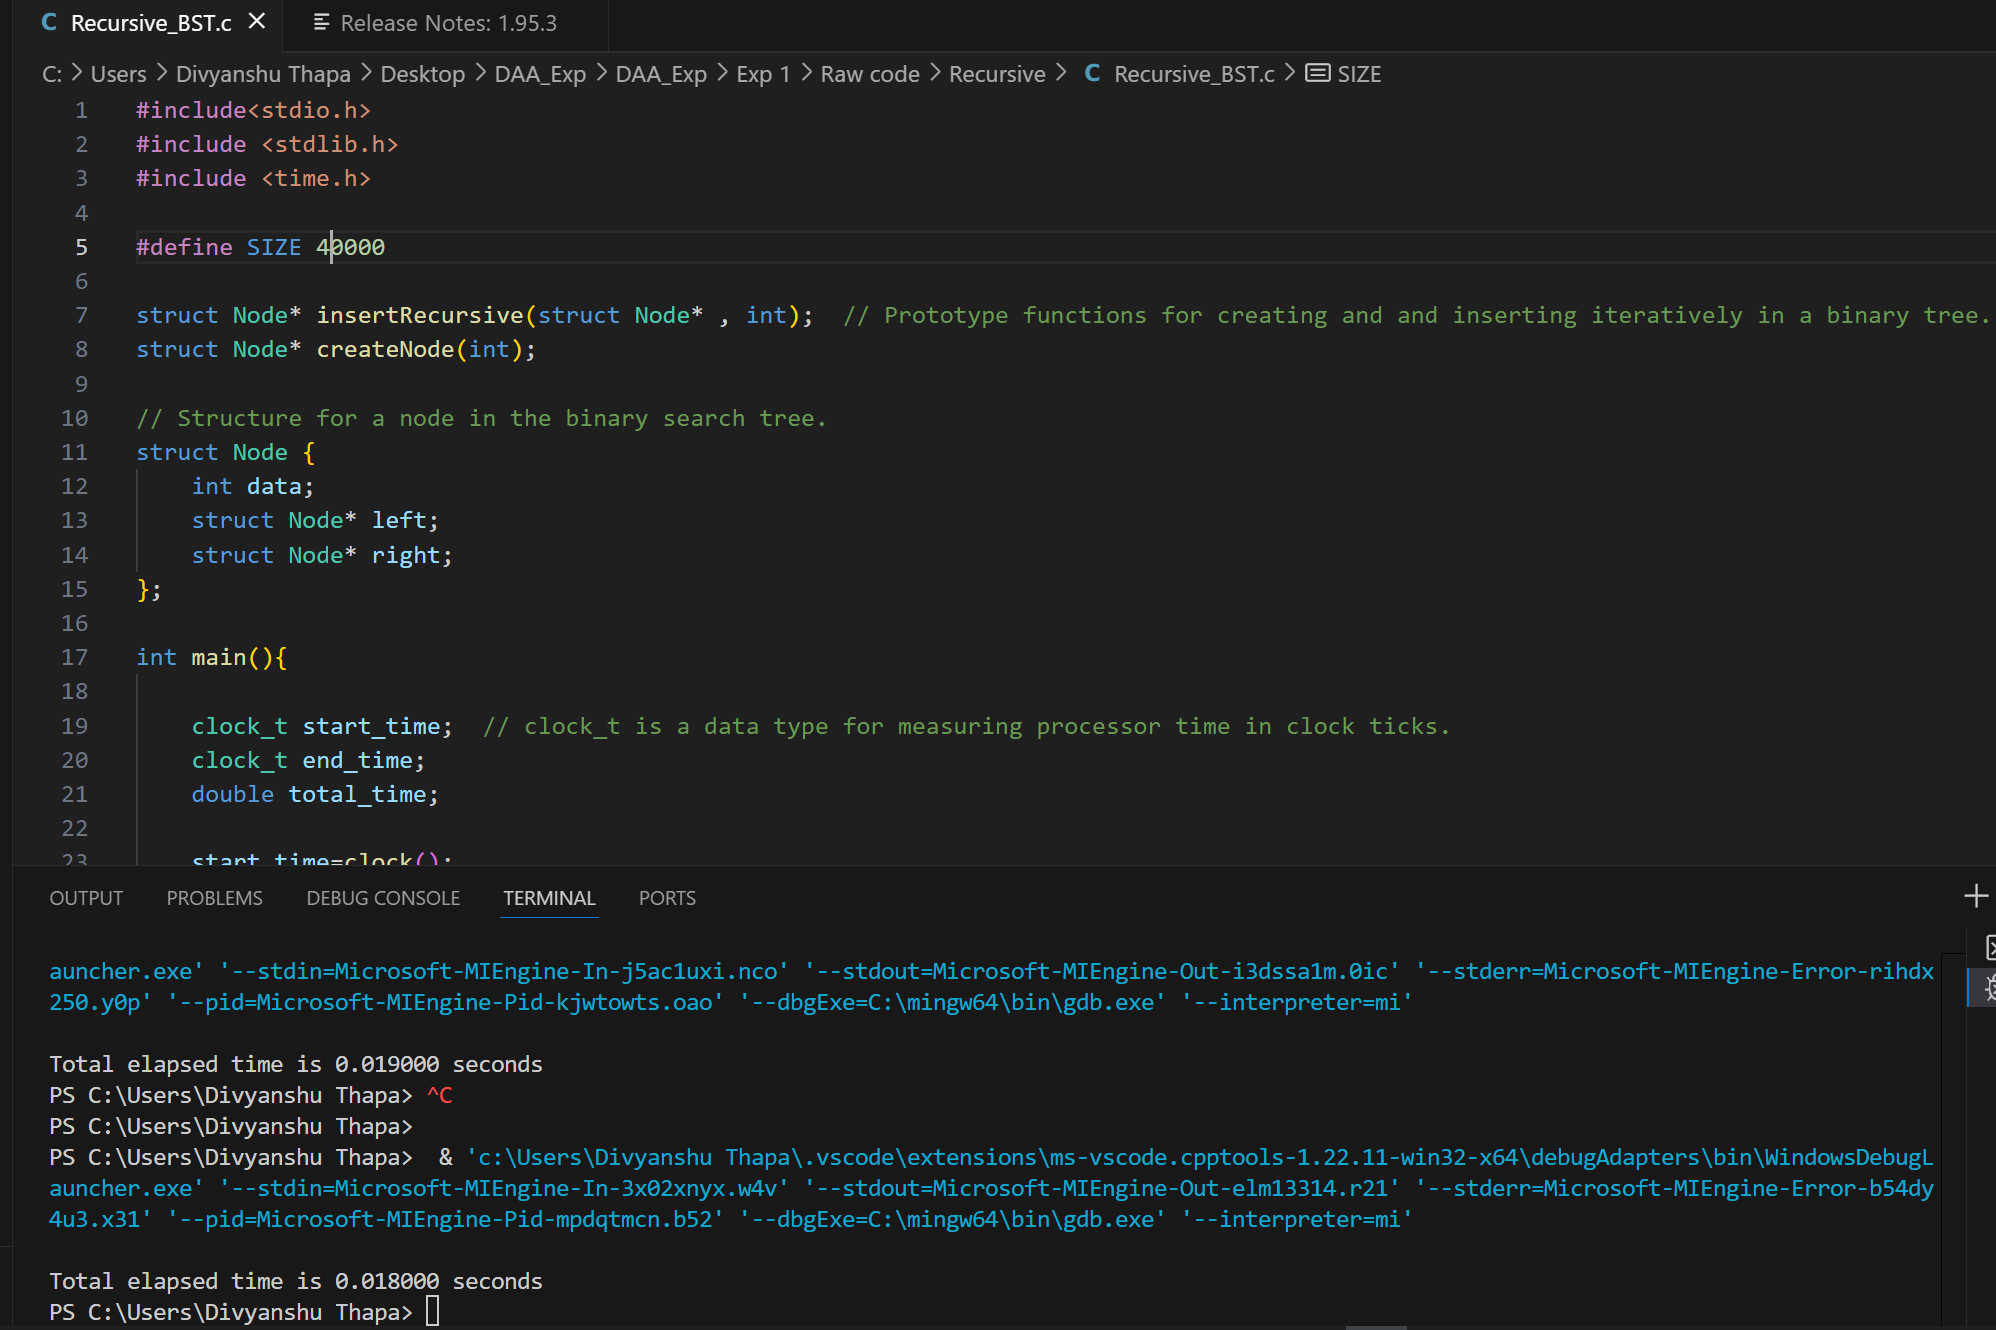 Recursive_BST.c
Release Notes: 1.95.3
C: > Users > Divyanshu Thapa > Desktop > DAA_Exp > DAA_Exp > Exp 1 > Raw code > Recursive > C Recursive_BST.c > SIZE
1 #include<stdio.h>
2 #include <stdlib.h>
3 #include <time.h>
4
5 #define SIZE 40000
6
7 struct Node* insertRecursive(struct Node* , int);  // Prototype functions for creating and and inserting iteratively in a binary tree.
8 struct Node* createNode(int);
9
10 // Structure for a node in the binary search tree.
11 struct Node {
12     int data;
13     struct Node* left;
14     struct Node* right;
15 };
16
17 int main(){
18
19     clock_t start_time;  // clock_t is a data type for measuring processor time in clock ticks.
20     clock_t end_time;
21     double total_time;
22
23     start_time=clock();
OUTPUT PROBLEMS DEBUG CONSOLE TERMINAL PORTS
auncher.exe' '--stdin=Microsoft-MIEngine-In-j5ac1uxi.nco' '--stdout=Microsoft-MIEngine-Out-i3dssa1m.0ic' '--stderr=Microsoft-MIEngine-Error-rihdx
250.y0p' '--pid=Microsoft-MIEngine-Pid-kjwtowts.oao' '--dbgExe=C:\mingw64\bin\gdb.exe' '--interpreter=mi'
Total elapsed time is 0.019000 seconds
PS C:\Users\Divyanshu Thapa> ^C
PS C:\Users\Divyanshu Thapa>
PS C:\Users\Divyanshu Thapa>  & 'c:\Users\Divyanshu Thapa\.vscode\extensions\ms-vscode.cpptools-1.22.11-win32-x64\debugAdapters\bin\WindowsDebugL
auncher.exe' '--stdin=Microsoft-MIEngine-In-3x02xnyx.w4v' '--stdout=Microsoft-MIEngine-Out-elm13314.r21' '--stderr=Microsoft-MIEngine-Error-b54dy
4u3.x31' '--pid=Microsoft-MIEngine-Pid-mpdqtmcn.b52' '--dbgExe=C:\mingw64\bin\gdb.exe' '--interpreter=mi'
Total elapsed time is 0.018000 seconds
PS C:\Users\Divyanshu Thapa>